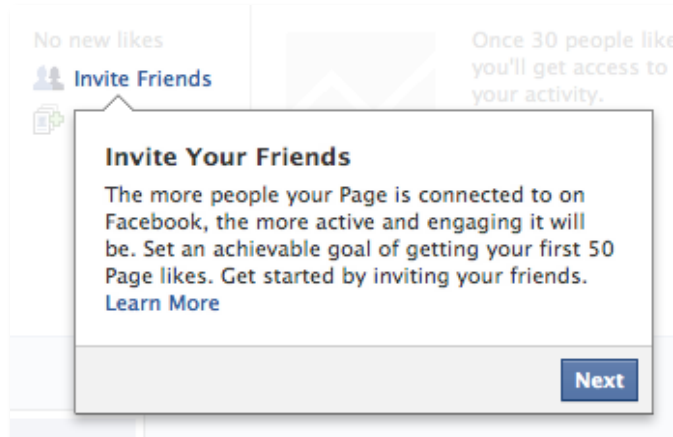 No new likes
Invite Friends
Once 30 people like
you'll get access to
your activity.
Invite Your Friends
The more people your Page is connected to on
Facebook, the more active and engaging it will
be. Set an achievable goal of getting your first 50
Page likes. Get started by inviting your friends.
Learn More
Next